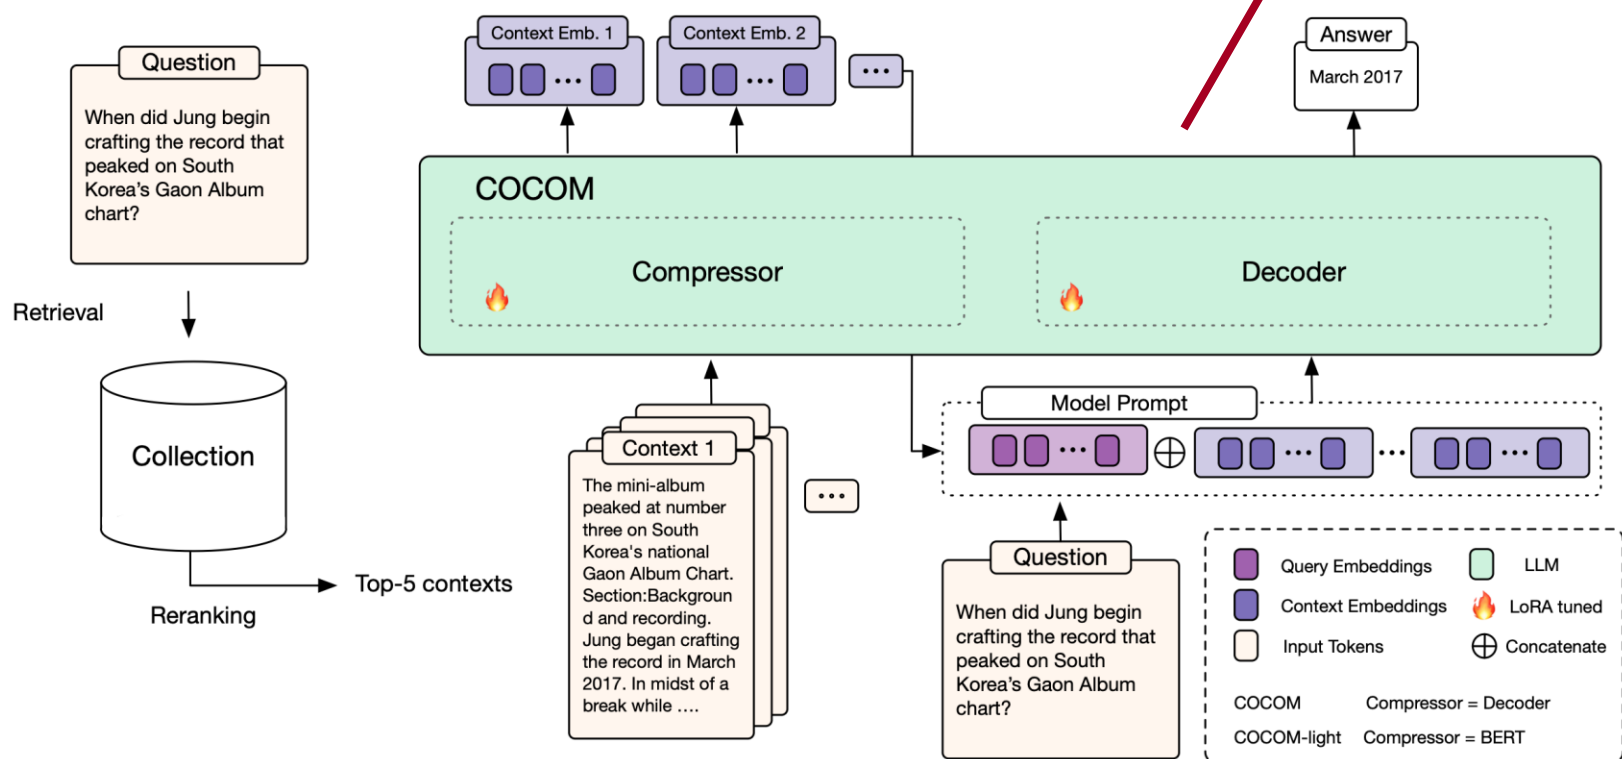 Question
When did Jung begin
crafting the record that
peaked on South
Korea's Gaon Album
chart?
Retrieval
Collection
Reranking
Top-5 contexts
Context Emb. 1
Context Emb. 2
Answer
March 2017
COCOM
Compressor
Decoder
Context 1
The mini-album
peaked at number
three on South
Korea's national
Gaon Album Chart.
Section:Backgroun
d and recording.
Jung began crafting
the record in March
2017. In midst of a
break while ….
Model Prompt
Question
When did Jung begin
crafting the record that
peaked on South
Korea's Gaon Album
chart?
Query Embeddings
LLM
Context Embeddings
LoRA tuned
Input Tokens
Concatenate
COCOM Compressor = Decoder
COCOM-light Compressor = BERT